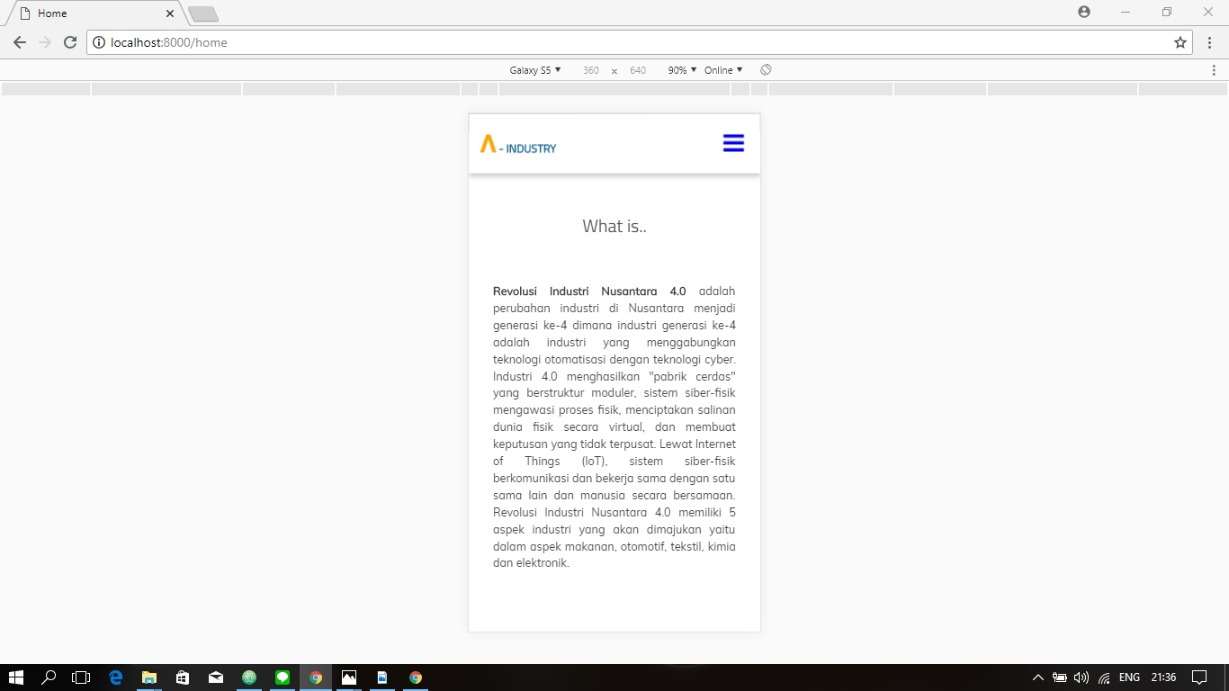 Home
localhost:8000/home
Galaxy S5 ▼ 360 x 640 90% ▼ Online ▼
Λ - INDUSTRY
What is..
Revolusi Industri Nusantara 4.0 adalah
perubahan industri di Nusantara menjadi
generasi ke-4 dimana industri generasi ke-4
adalah industri yang menggabungkan
teknologi otomatisasi dengan teknologi cyber.
Industri 4.0 menghasilkan "pabrik cerdas"
yang berstruktur moduler, sistem siber-fisik
mengawasi proses fisik, menciptakan salinan
dunia fisik secara virtual, dan membuat
keputusan yang tidak terpusat. Lewat Internet
of Things (IoT), sistem siber-fisik
berkomunikasi dan bekerja sama dengan satu
sama lain dan manusia secara bersamaan.
Revolusi Industri Nusantara 4.0 memiliki 5
aspek industri yang akan dimajukan yaitu
dalam aspek makanan, otomotif, tekstil, kimia
dan elektronik.
ENG 21:36